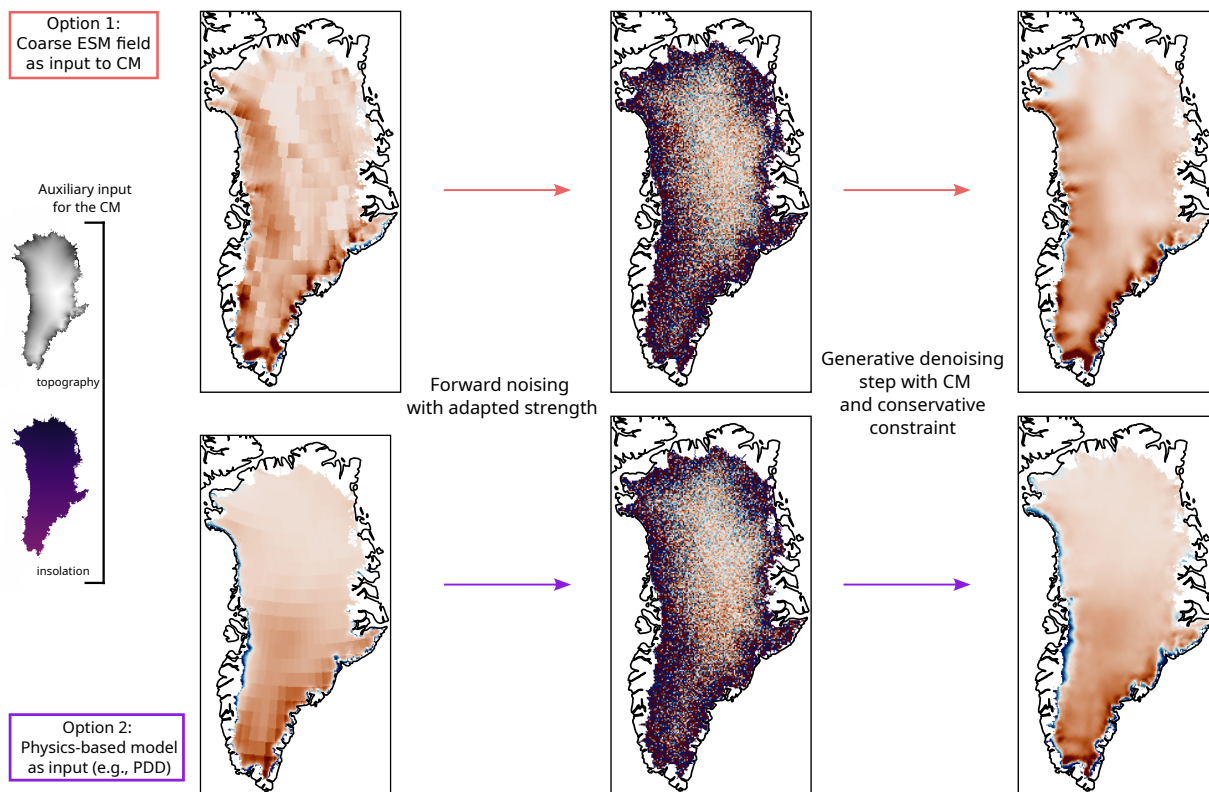 Option 1:
Coarse ESM field
as input to CM
Auxiliary input
for the CM
topography
insolation
Forward noising
with adapted strength
Generative denoising
step with CM
and conservative
constraint
Option 2:
Physics-based model
as input (e.g., PDD)